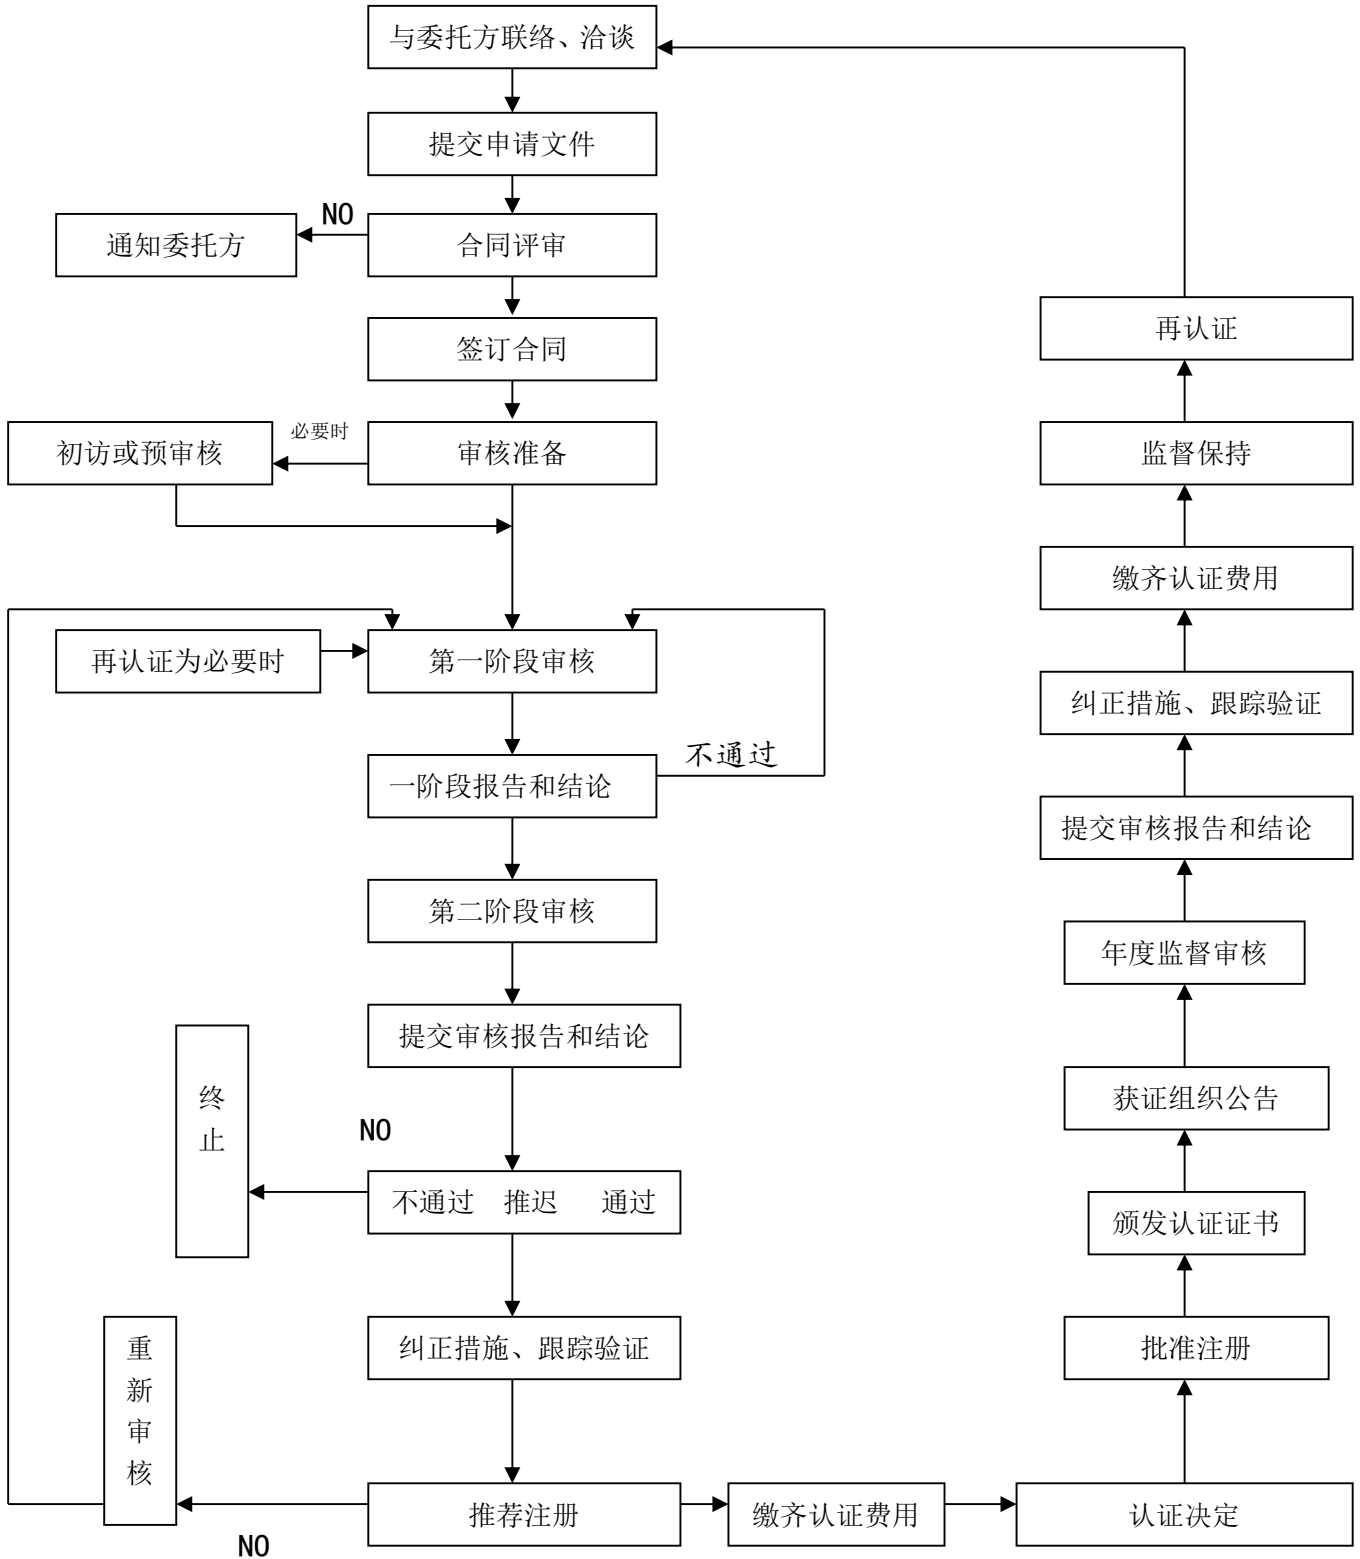 与委托方联络、洽谈
提交申请文件
NO
通知委托方
合同评审
签订合同
再认证
必要时
初访或预审核
审核准备
监督保持
缴齐认证费用
再认证为必要时
第一阶段审核
纠正措施、跟踪验证
不通过
一阶段报告和结论
提交审核报告和结论
第二阶段审核
年度监督审核
提交审核报告和结论
终
止
获证组织公告
NO
不通过 推迟 通过
颁发认证证书
重
新
审
核
纠正措施、跟踪验证
批准注册
推荐注册
缴齐认证费用
认证决定
NO